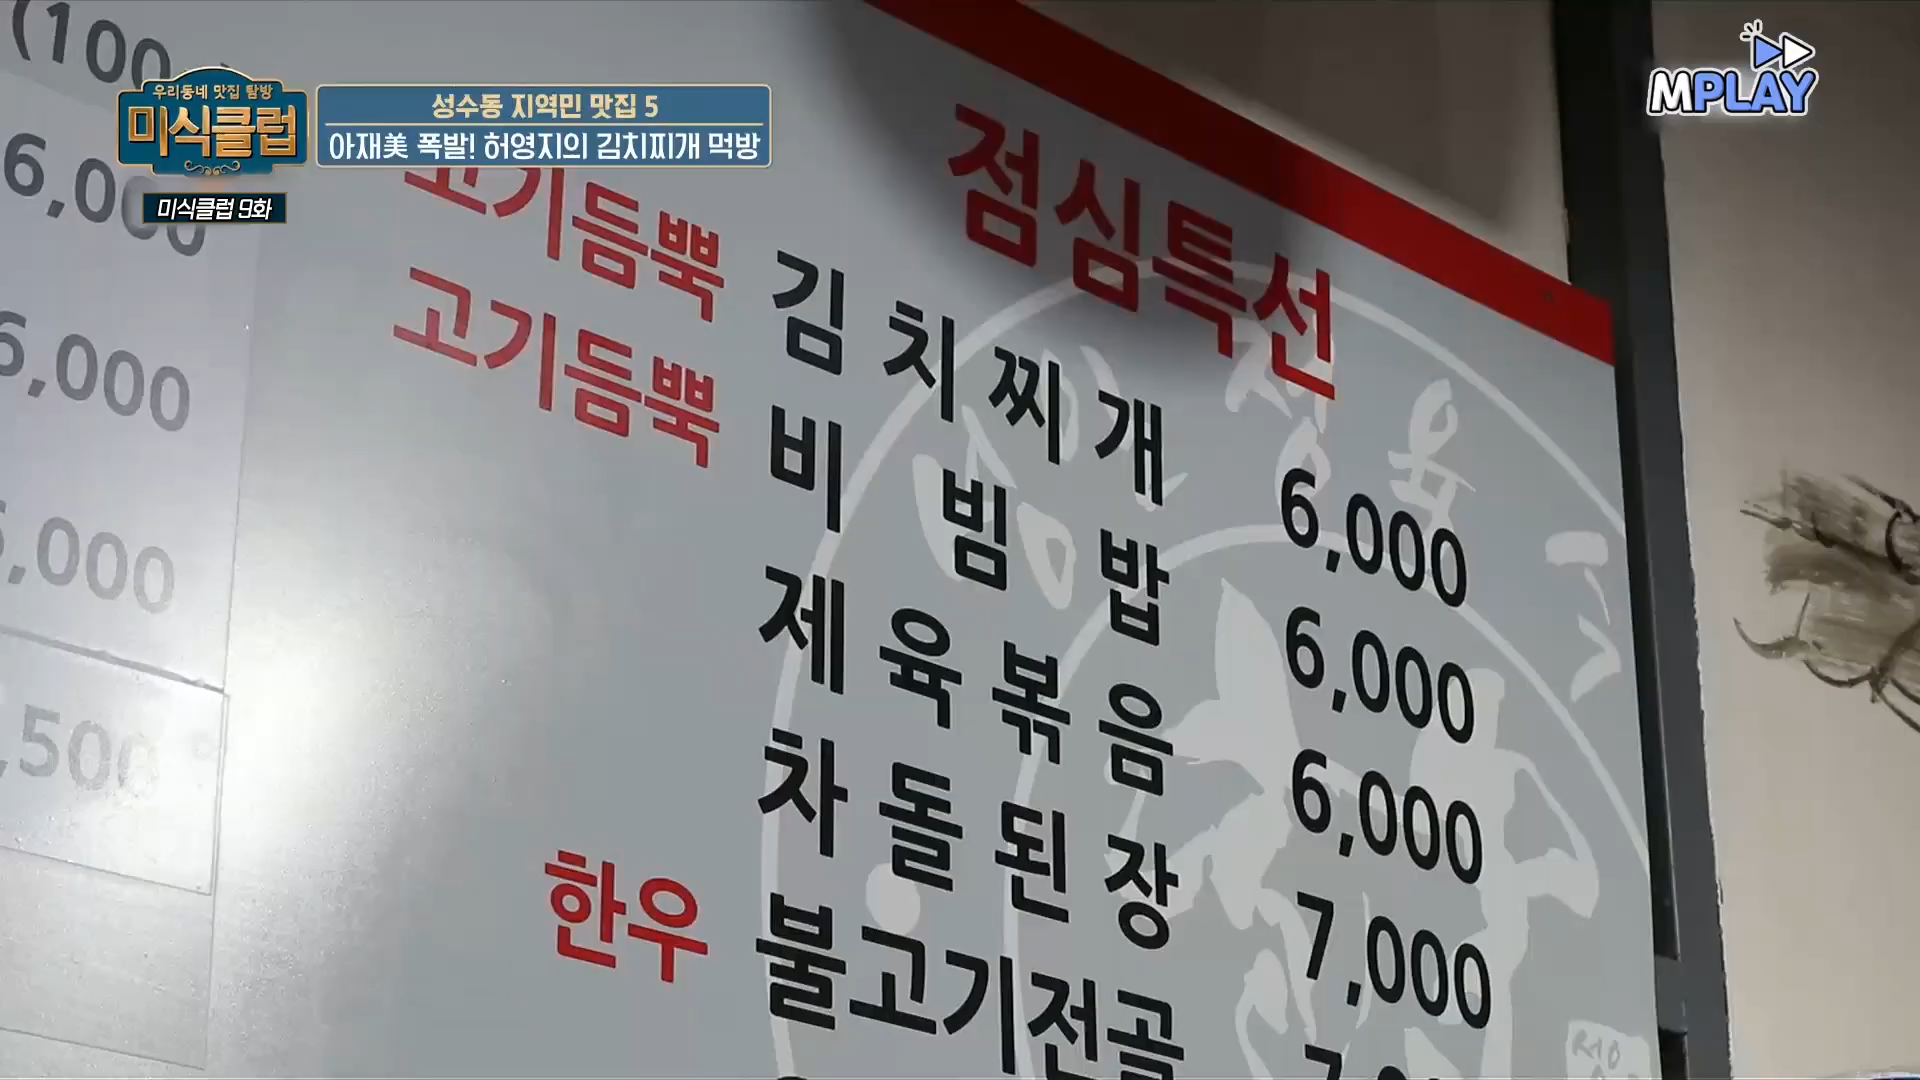 우리동네 맛집 탐방
미식클럽
미식클럽 9화
성수동 지역민 맛집 5
아재美 폭발! 허영지의 김치찌개 먹방
MPLAY
(100
6,000
6,000
,000
,500
점심특선
고기듬뿍 김치찌개 6,000
고기듬뿍 비빔밥 6,000
제육볶음 6,000
차돌된장 7,000
한우 불고기전골